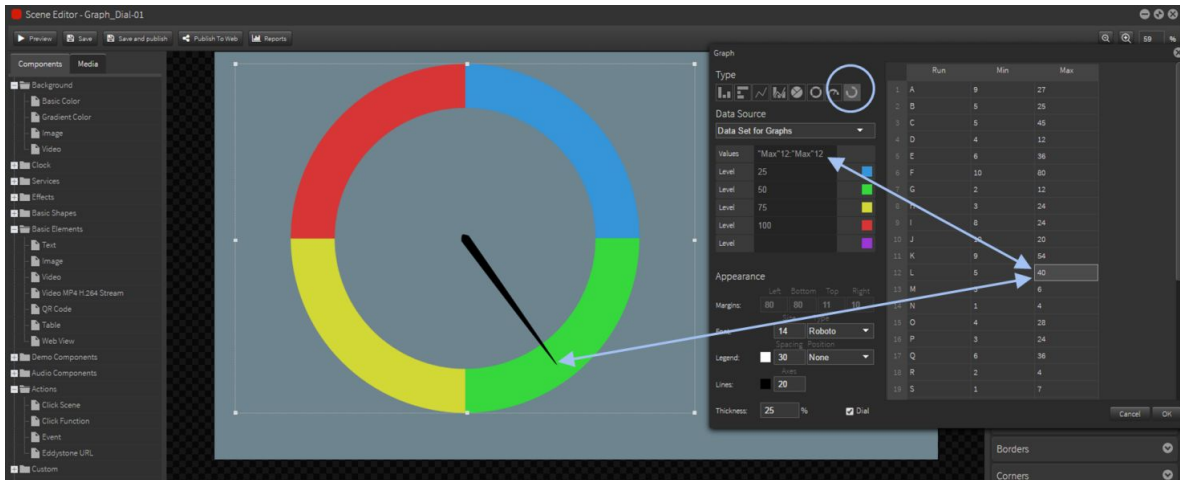 Scene Editor - Graph_Dial-01
Preview Save Save and publish Publish To Web Reports 59 %
Components Media
Background
Basic Color
Gradient Color
Image
Video
Clock
Services
Effects
Basic Shapes
Basic Elements
Text
Image
Video
Video MP4 H.264 Stream
QR Code
Table
Web View
Demo Components
Audio Components
Actions
Click Scene
Click Function
Event
Eddystone URL
Custom
Graph
Type
Data Source
Data Set for Graphs
Values "Max"12:"Max"12
Level 25
Level 50
Level 75
Level 100
Level
Appearance
Left Bottom Top Right
Margins: 80 80 11 10
14 Roboto
Spacing Position
Legend: 30 None
Axes
Lines: 20
Thickness: 25 % Dial
Run Min Max
1 A 9 27
2 B 5 25
3 C 5 45
4 D 4 12
5 E 6 36
6 F 10 80
7 G 2 12
3 24
9 I 8 24
10 J 20
11 K 9 54
12 L 5 40
13 M 6
14 N 1 4
15 O 4 28
16 P 3 24
17 Q 6 36
18 R 2 4
19 S 1 7
Cancel OK
Borders
Corners